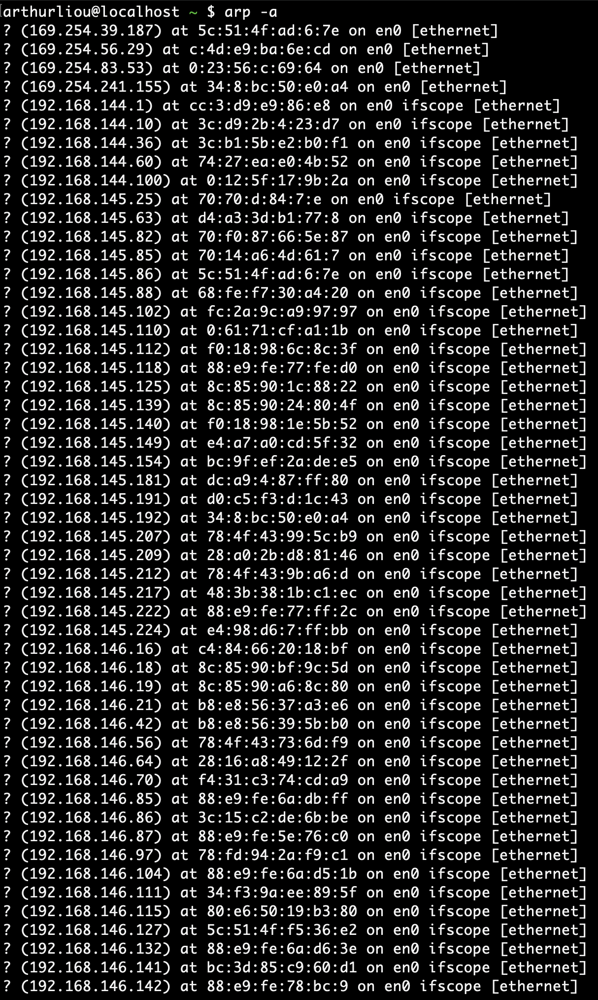 arthurliou@localhost ~ $ arp -a
? (169.254.39.187) at 5c:51:4f:ad:6:7e on en0 [ethernet]
? (169.254.56.29) at c:4d:e9:ba:6e:cd on en0 [ethernet]
? (169.254.83.53) at 0:23:56:c:69:64 on en0 [ethernet]
? (169.254.241.155) at 34:8:bc:50:e0:a4 on en0 [ethernet]
? (192.168.144.1) at cc:3:d9:e9:86:e8 on en0 ifscope [ethernet]
? (192.168.144.10) at 3c:d9:2b:4:23:d7 on en0 ifscope [ethernet]
? (192.168.144.36) at 3c:b1:5b:e2:b0:f1 on en0 ifscope [ethernet]
? (192.168.144.60) at 74:27:ea:e0:4b:52 on en0 ifscope [ethernet]
? (192.168.144.100) at 0:12:5f:17:9b:2a on en0 ifscope [ethernet]
? (192.168.145.25) at 70:70:d:84:7:e on en0 ifscope [ethernet]
? (192.168.145.63) at d4:a3:3d:b1:77:8 on en0 ifscope [ethernet]
? (192.168.145.82) at 70:f0:87:66:5e:87 on en0 ifscope [ethernet]
? (192.168.145.85) at 70:14:a6:4d:61:7 on en0 ifscope [ethernet]
? (192.168.145.86) at 5c:51:4f:ad:6:7e on en0 ifscope [ethernet]
? (192.168.145.88) at 68:fe:f7:30:a4:20 on en0 ifscope [ethernet]
? (192.168.145.102) at fc:2a:9c:a9:97:97 on en0 ifscope [ethernet]
? (192.168.145.110) at 0:61:71:cf:a1:1b on en0 ifscope [ethernet]
? (192.168.145.112) at f0:18:98:6c:8c:3f on en0 ifscope [ethernet]
? (192.168.145.118) at 88:e9:fe:77:fe:d0 on en0 ifscope [ethernet]
? (192.168.145.125) at 8c:85:90:1c:88:22 on en0 ifscope [ethernet]
? (192.168.145.139) at 8c:85:90:24:80:4f on en0 ifscope [ethernet]
? (192.168.145.140) at f0:18:98:1e:5b:52 on en0 ifscope [ethernet]
? (192.168.145.149) at e4:a7:a0:cd:5f:32 on en0 ifscope [ethernet]
? (192.168.145.154) at bc:9f:ef:2a:de:e5 on en0 ifscope [ethernet]
? (192.168.145.181) at dc:a9:4:87:ff:80 on en0 ifscope [ethernet]
? (192.168.145.191) at d0:c5:f3:d:1c:43 on en0 ifscope [ethernet]
? (192.168.145.192) at 34:8:bc:50:e0:a4 on en0 ifscope [ethernet]
? (192.168.145.207) at 78:4f:43:99:5c:b9 on en0 ifscope [ethernet]
? (192.168.145.209) at 28:a0:2b:d8:81:46 on en0 ifscope [ethernet]
? (192.168.145.212) at 78:4f:43:9b:a6:d on en0 ifscope [ethernet]
? (192.168.145.217) at 48:3b:38:1b:c1:ec on en0 ifscope [ethernet]
? (192.168.145.222) at 88:e9:fe:77:ff:2c on en0 ifscope [ethernet]
? (192.168.145.224) at e4:98:d6:7:ff:bb on en0 ifscope [ethernet]
? (192.168.146.16) at c4:84:66:20:18:bf on en0 ifscope [ethernet]
? (192.168.146.18) at 8c:85:90:bf:9c:5d on en0 ifscope [ethernet]
? (192.168.146.19) at 8c:85:90:a6:8c:80 on en0 ifscope [ethernet]
? (192.168.146.21) at b8:e8:56:37:a3:e6 on en0 ifscope [ethernet]
? (192.168.146.42) at b8:e8:56:39:5b:b0 on en0 ifscope [ethernet]
? (192.168.146.56) at 78:4f:43:73:6d:f9 on en0 ifscope [ethernet]
? (192.168.146.64) at 28:16:a8:49:12:2f on en0 ifscope [ethernet]
? (192.168.146.70) at f4:31:c3:74:cd:a9 on en0 ifscope [ethernet]
? (192.168.146.85) at 88:e9:fe:6a:db:ff on en0 ifscope [ethernet]
? (192.168.146.86) at 3c:15:c2:de:6b:be on en0 ifscope [ethernet]
? (192.168.146.87) at 88:e9:fe:5e:76:c0 on en0 ifscope [ethernet]
? (192.168.146.97) at 78:fd:94:2a:f9:c1 on en0 ifscope [ethernet]
? (192.168.146.104) at 88:e9:fe:6a:d5:1b on en0 ifscope [ethernet]
? (192.168.146.111) at 34:f3:9a:ee:89:5f on en0 ifscope [ethernet]
? (192.168.146.115) at 80:e6:50:19:b3:80 on en0 ifscope [ethernet]
? (192.168.146.127) at 5c:51:4f:f5:36:e2 on en0 ifscope [ethernet]
? (192.168.146.132) at 88:e9:fe:6a:d6:3e on en0 ifscope [ethernet]
? (192.168.146.141) at bc:3d:85:c9:60:d1 on en0 ifscope [ethernet]
? (192.168.146.142) at 88:e9:fe:78:bc:9 on en0 ifscope [ethernet]